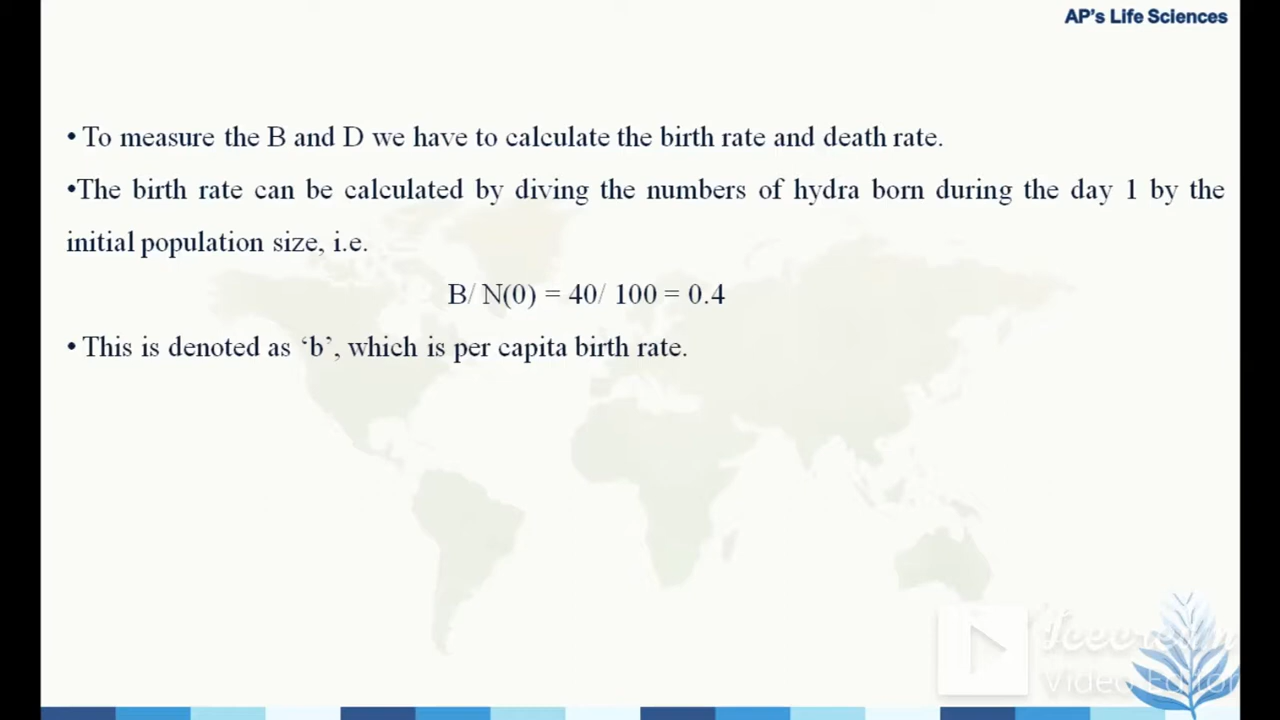 AP's Life Sciences
• To measure the B and D we have to calculate the birth rate and death rate.
•The birth rate can be calculated by diving the numbers of hydra born during the day 1 by the
initial population size, i.e.
B/ N(0) = 40/ 100 = 0.4
• This is denoted as ‘b’, which is per capita birth rate.
Video Editor